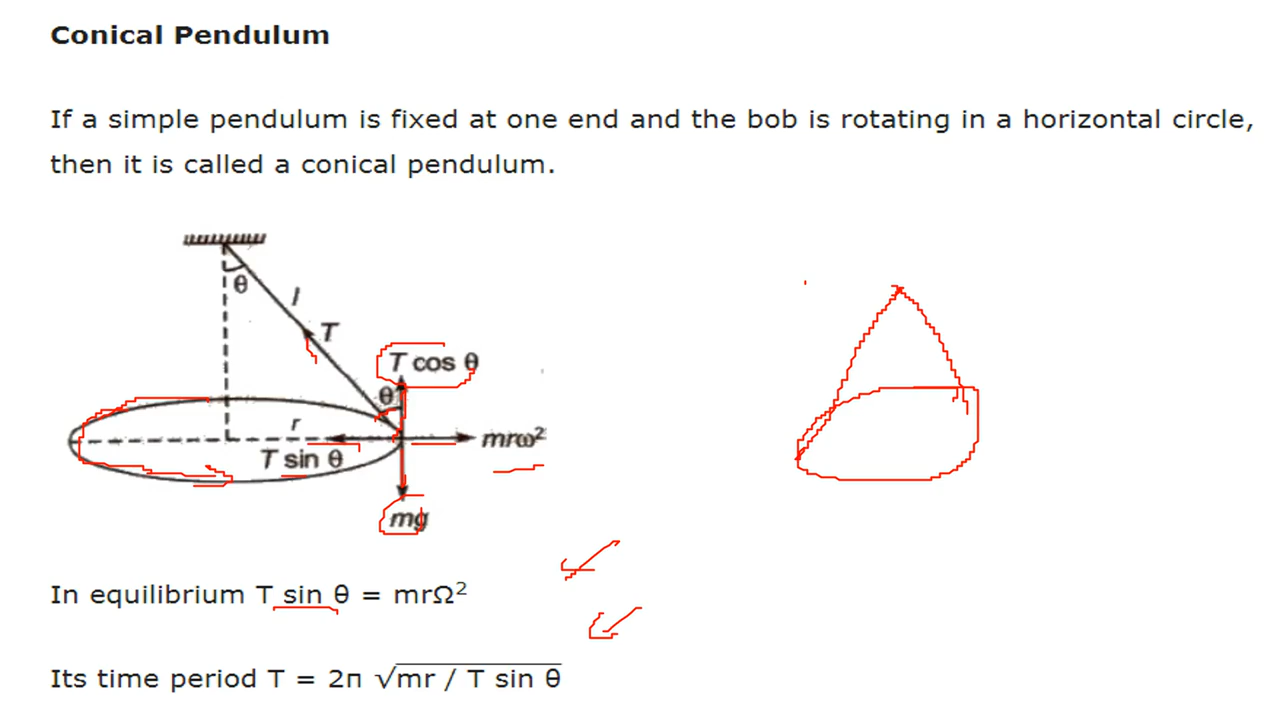 Conical Pendulum
If a simple pendulum is fixed at one end and the bob is rotating in a horizontal circle,
then it is called a conical pendulum.
θ
l
T
T cos θ
θ
r
mrω²
T sin θ
mg
In equilibrium T sin θ = mrΩ²
Its time period T = 2π √mr / T sin θ